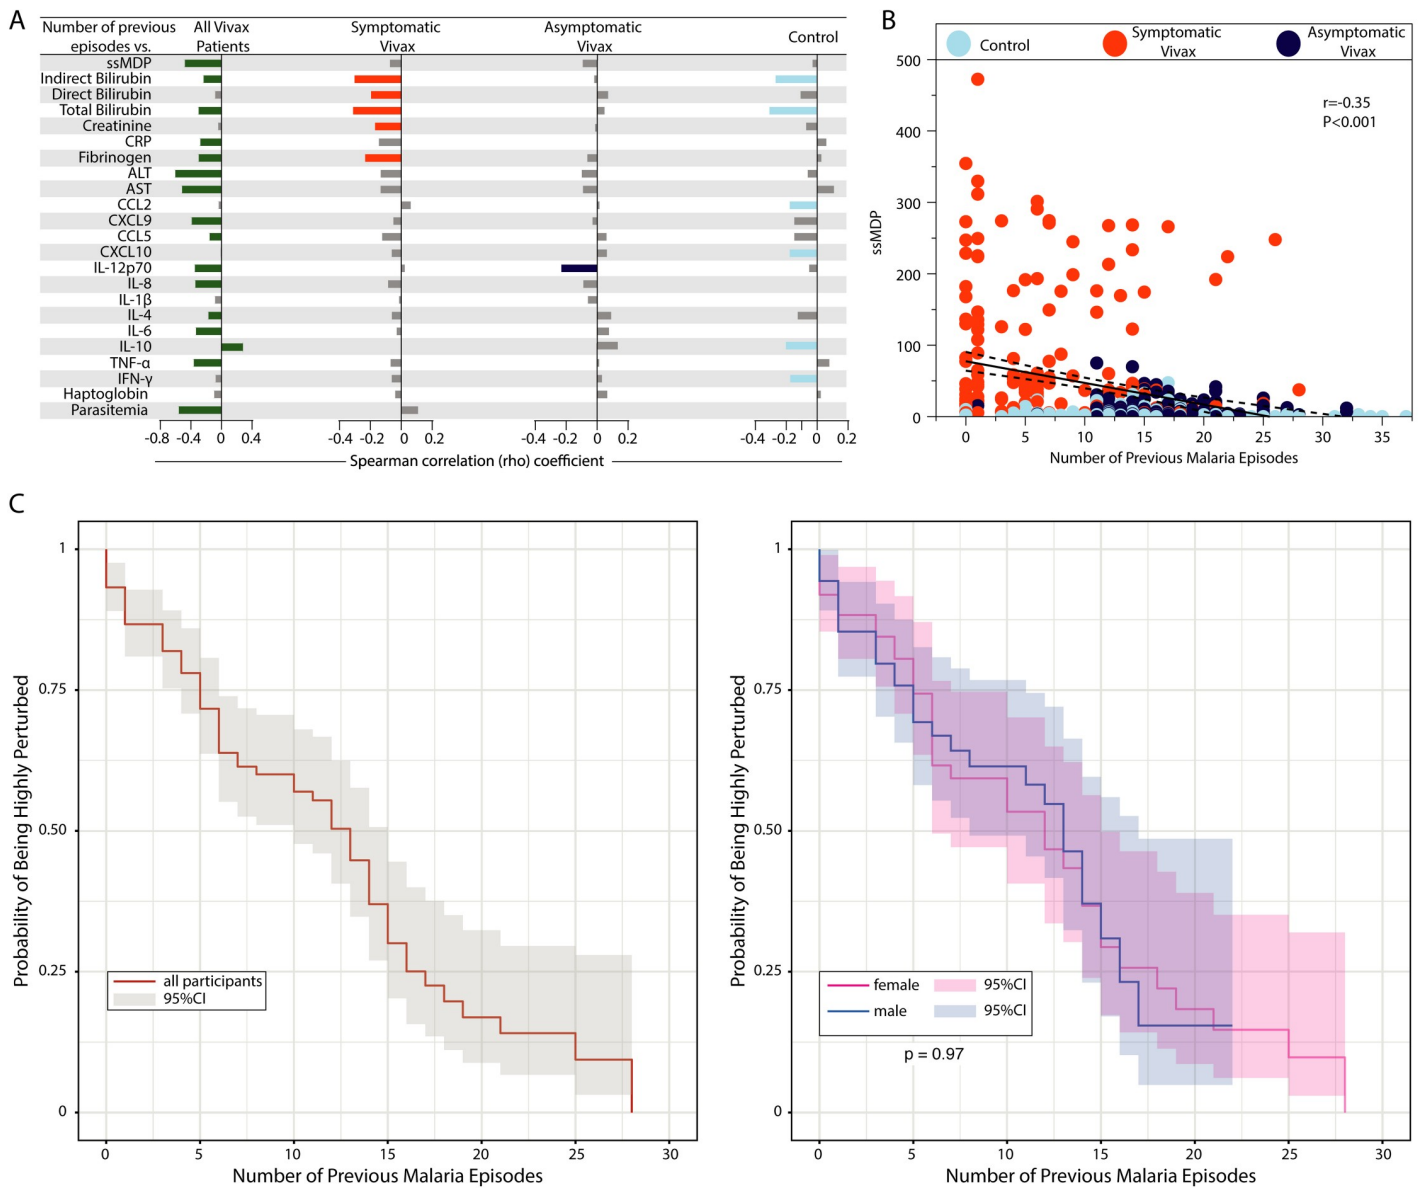 A
Number of previous episodes vs.
All Vivax Patients
Symptomatic Vivax
Asymptomatic Vivax
Control
ssMDP
Indirect Bilirubin
Direct Bilirubin
Total Bilirubin
Creatinine
CRP
Fibrinogen
ALT
AST
CCL2
CXCL9
CCL5
CXCL10
IL-12p70
IL-8
IL-1β
IL-4
IL-6
IL-10
TNF-α
IFN-γ
Haptoglobin
Parasitemia
-0.8 -0.4 0 0.4
-0.4 -0.2 0 0.2
-0.4 -0.2 0 0.2
-0.4 -0.2 0 0.2
Spearman correlation (rho) coefficient
B
Control
Symptomatic Vivax
Asymptomatic Vivax
r=-0.35
P<0.001
ssMDP
500
400
300
200
100
0
0 5 10 15 20 25 30 35
Number of Previous Malaria Episodes
C
Probability of Being Highly Perturbed
1
0.75
0.50
0.25
0
all participants
95%CI
0 5 10 15 20 25 30
Number of Previous Malaria Episodes
Probability of Being Highly Perturbed
1
0.75
0.50
0.25
0
female 95%CI
male 95%CI
p = 0.97
0 5 10 15 20 25 30
Number of Previous Malaria Episodes